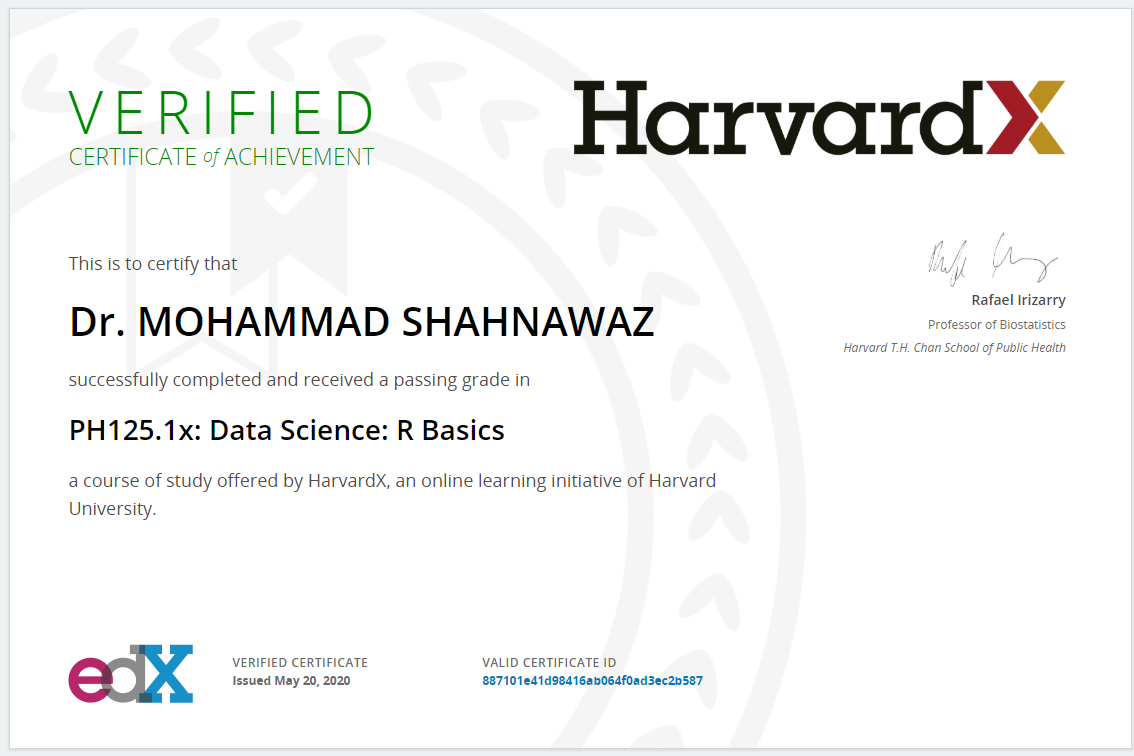 VERIFIED
CERTIFICATE of ACHIEVEMENT
HarvardX
This is to certify that
Dr. MOHAMMAD SHAHNAWAZ
successfully completed and received a passing grade in
PH125.1x: Data Science: R Basics
a course of study offered by HarvardX, an online learning initiative of Harvard
University.
Rafael Irizarry
Professor of Biostatistics
Harvard T.H. Chan School of Public Health
edX
VERIFIED CERTIFICATE
Issued May 20, 2020
VALID CERTIFICATE ID
887101e41d98416ab064f0ad3ec2b587